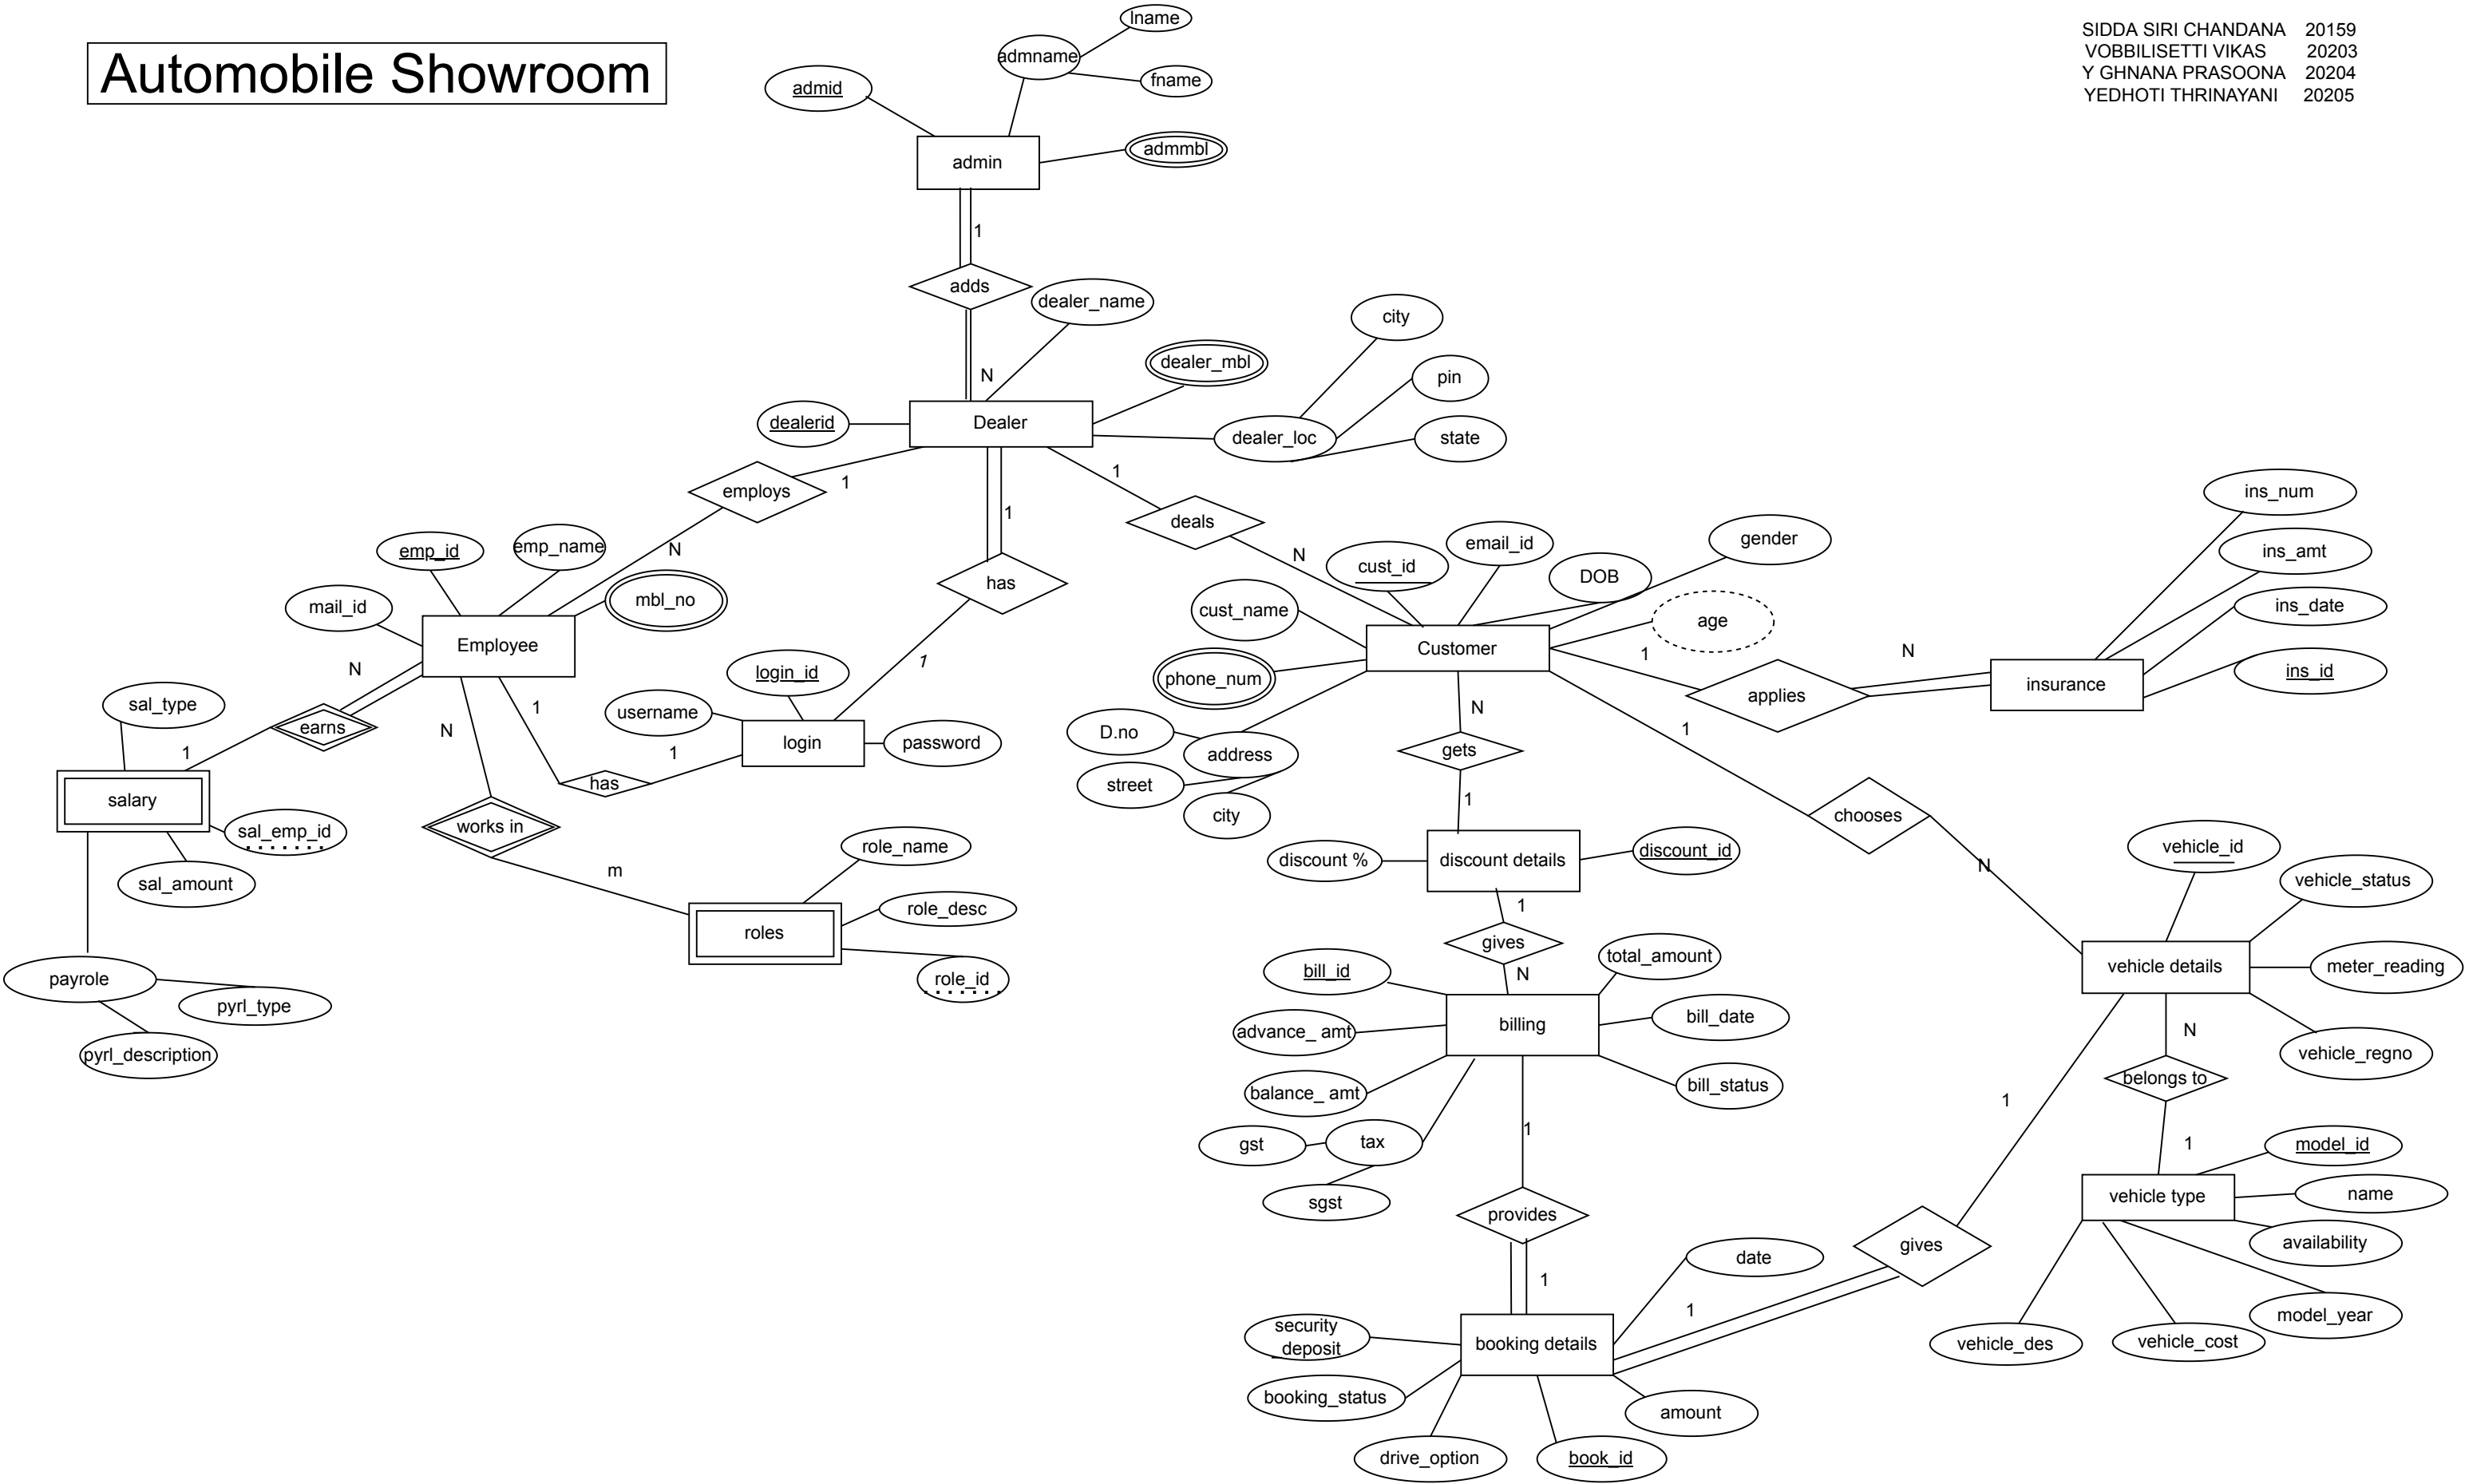 Automobile Showroom
SIDDA SIRI CHANDANA 20159
VOBBILISETTI VIKAS 20203
Y GHNANA PRASOONA 20204
YEDHOTI THRINAYANI 20205
lname
admname
fname
admid
admmbl
admin
1
adds
dealer_name
city
dealer_mbl
pin
N
dealerid
Dealer
dealer_loc
state
employs
1
1
1
deals
ins_num
emp_id
emp_name
N
has
N
cust_id
email_id
DOB
gender
ins_amt
mail_id
mbl_no
cust_name
age
ins_date
Employee
Customer
1
N
N
login_id
1
phone_num
applies
insurance
ins_id
sal_type
username
1
N
1
earns
N
login
password
D.no
address
gets
1
1
has
street
city
1
chooses
salary
works in
sal_emp_id
role_name
discount %
discount details
discount_id
vehicle_id
N
vehicle_status
sal_amount
m
role_desc
1
roles
gives
total_amount
vehicle details
meter_reading
payrole
role_id
bill_id
N
pyrl_type
advance_ amt
billing
bill_date
N
vehicle_regno
pyrl_description
balance_ amt
bill_status
belongs to
1
gst
tax
1
1
model_id
sgst
provides
vehicle type
name
date
gives
availability
1
1
security
_deposit
booking details
model_year
vehicle_des
vehicle_cost
booking_status
amount
drive_option
book_id